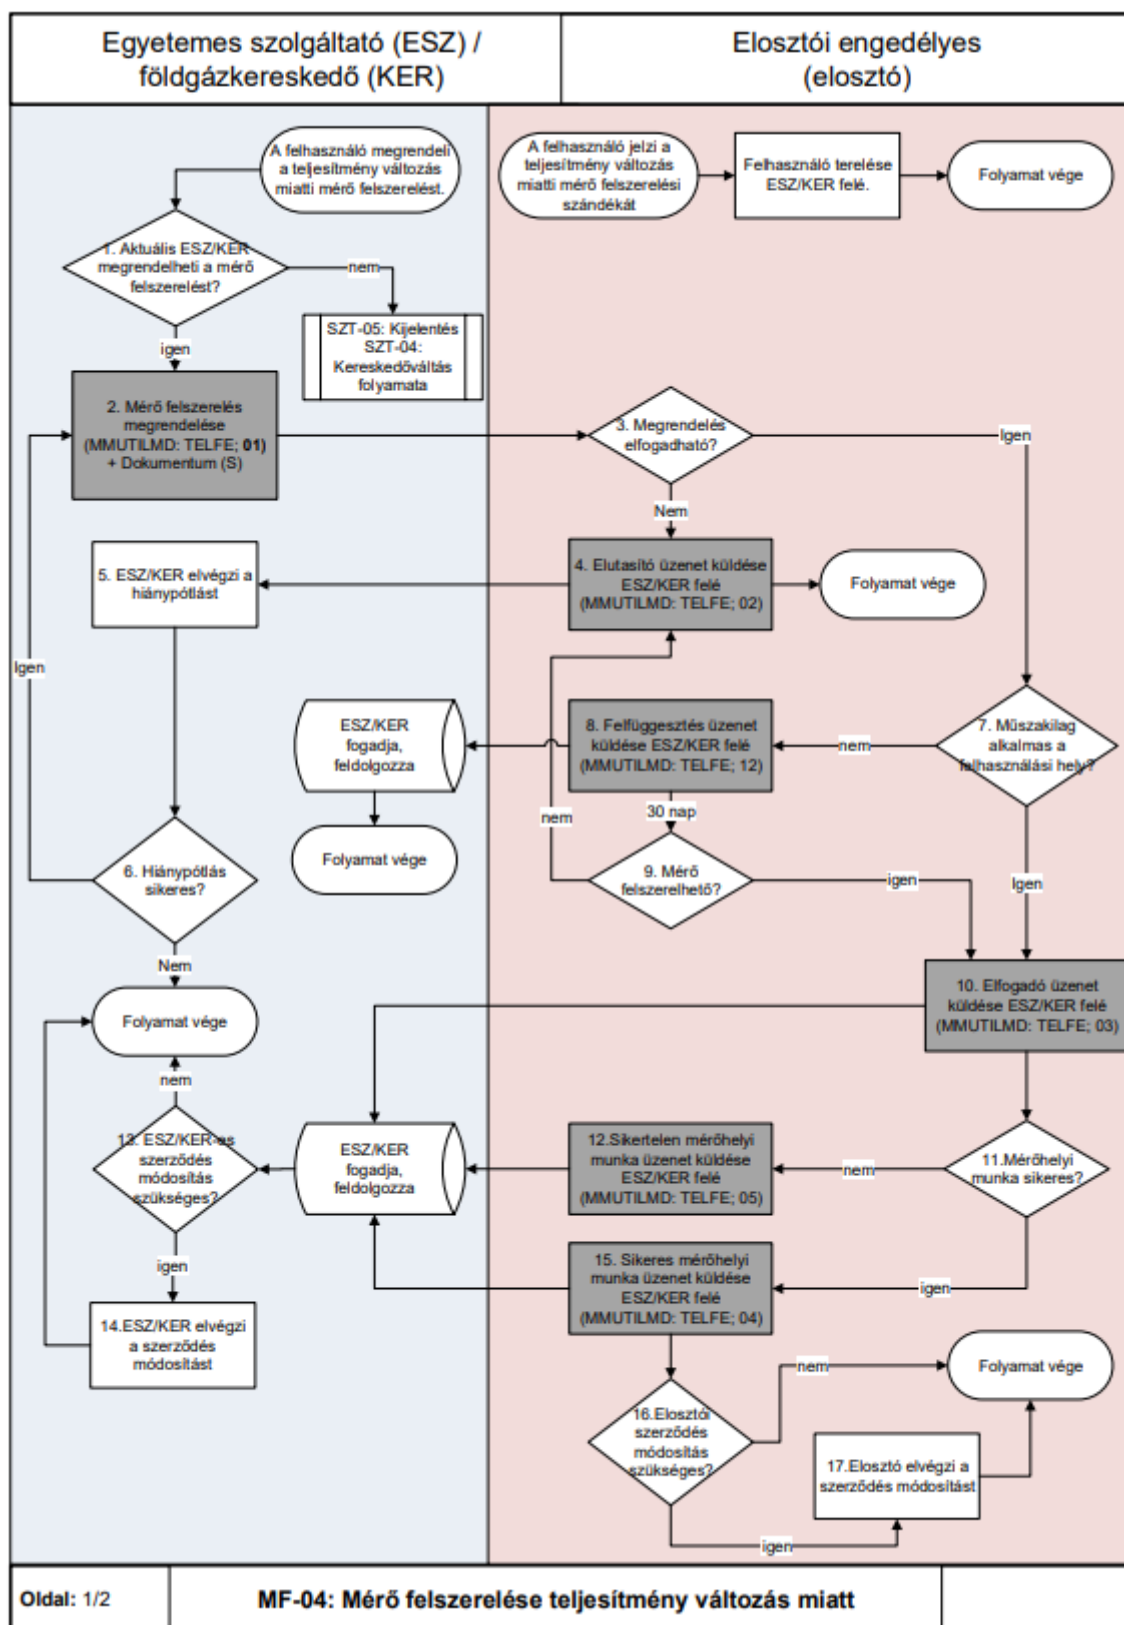 Egyetemes szolgáltató (ESZ) /
földgázkereskedő (KER)
Elosztói engedélyes
(elosztó)
A felhasználó megrendeli
a teljesítmény változás
miatti mérő felszerelést.
A felhasználó jelzi a
teljesítmény változás
miatti mérő felszerelési
szándékát
Felhasználó terelése
ESZ/KER felé.
Folyamat vége
1. Aktuális ESZ/KER
megrendelheti a mérő
felszerelést?
nem
igen
SZT-05: Kijelentés
SZT-04:
Kereskedőváltás
folyamata
2. Mérő felszerelés
megrendelése
(MMUTILMD: TELFE; 01)
+ Dokumentum (S)
3. Megrendelés
elfogadható?
Igen
Nem
4. Elutasító üzenet küldése
ESZ/KER felé
(MMUTILMD: TELFE; 02)
Folyamat vége
5. ESZ/KER elvégzi a
hiánypótlást
Igen
ESZ/KER
fogadja,
feldolgozza
8. Felfüggesztés üzenet
küldése ESZ/KER felé
(MMUTILMD: TELFE; 12)
nem
7. Műszakilag
alkalmas a
felhasználási hely?
30 nap
nem
Folyamat vége
6. Hiánypótlás
sikeres?
9. Mérő
felszerelhető?
igen
Igen
Nem
10. Elfogadó üzenet
küldése ESZ/KER felé
(MMUTILMD: TELFE; 03)
Folyamat vége
nem
13. ESZ/KER-es
szerződés
módosítás
szükséges?
ESZ/KER
fogadja,
feldolgozza
12.Sikertelen mérőhelyi
munka üzenet küldése
ESZ/KER felé
(MMUTILMD: TELFE; 05)
nem
11.Mérőhelyi
munka sikeres?
igen
15. Sikeres mérőhelyi
munka üzenet küldése
ESZ/KER felé
(MMUTILMD: TELFE; 04)
igen
14.ESZ/KER elvégzi
a szerződés
módosítást
nem
Folyamat vége
16.Elosztói
szerződés
módosítás
szükséges?
17.Elosztó elvégzi a
szerződés módosítást
igen
Oldal: 1/2
MF-04: Mérő felszerelése teljesítmény változás miatt